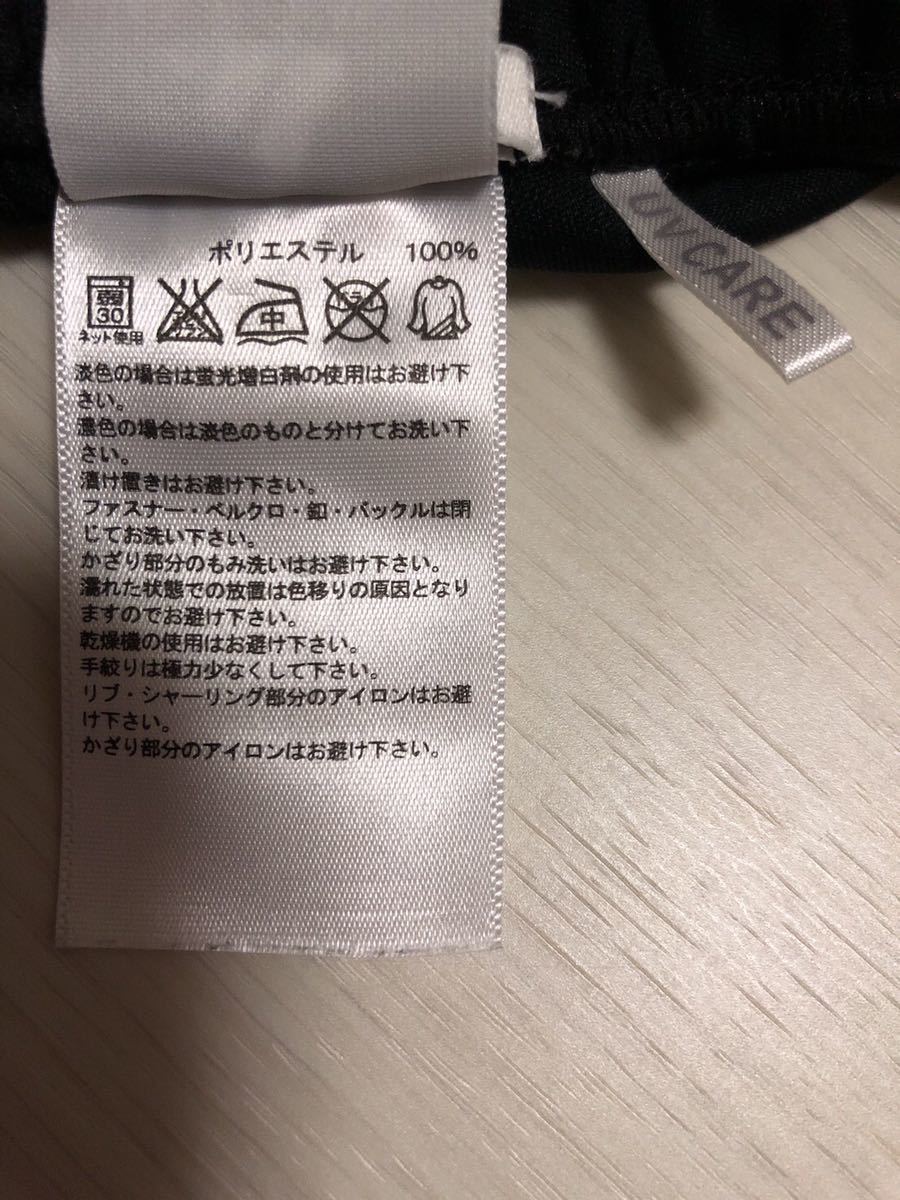 ポリエステル 100%
弱
30
ネット使用
エンソ
中
ドライ
淡色の場合は蛍光増白剤の使用はお避け下
さい。
濃色の場合は淡色のものと分けてお洗い下
さい。
漬け置きはお避け下さい。
ファスナー・ベルクロ・釦・バックルは閉
じてお洗い下さい。
かざり部分のもみ洗いはお避け下さい。
濡れた状態での放置は色移りの原因となり
ますのでお避け下さい。
乾燥機の使用はお避け下さい。
手絞りは極力少なくして下さい。
リブ・シャーリング部分のアイロンはお避
け下さい。
かざり部分のアイロンはお避け下さい。
UV CARE